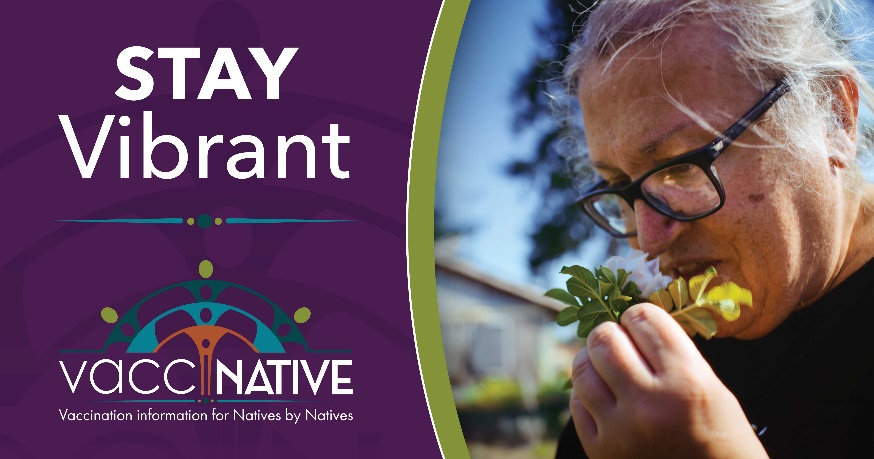 STAY
Vibrant
vaccINATIVE
Vaccination information for Natives by Natives